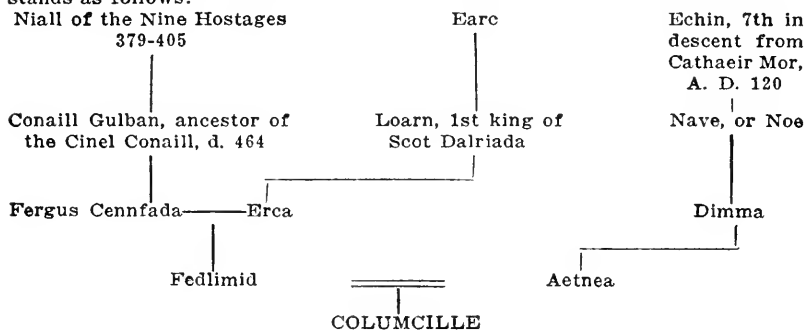 stands as follows:
Niall of the Nine Hostages Earc Echin, 7th in
379-405 descent from
Cathaeir Mor,
A. D. 120
Conaill Gulban, ancestor of Loarn, 1st king of Nave, or Noe
the Cinel Conaill, d. 464 Scot Dalriada
Fergus Cennfada Erca Dimma
Fedlimid Aetnea
COLUMCILLE